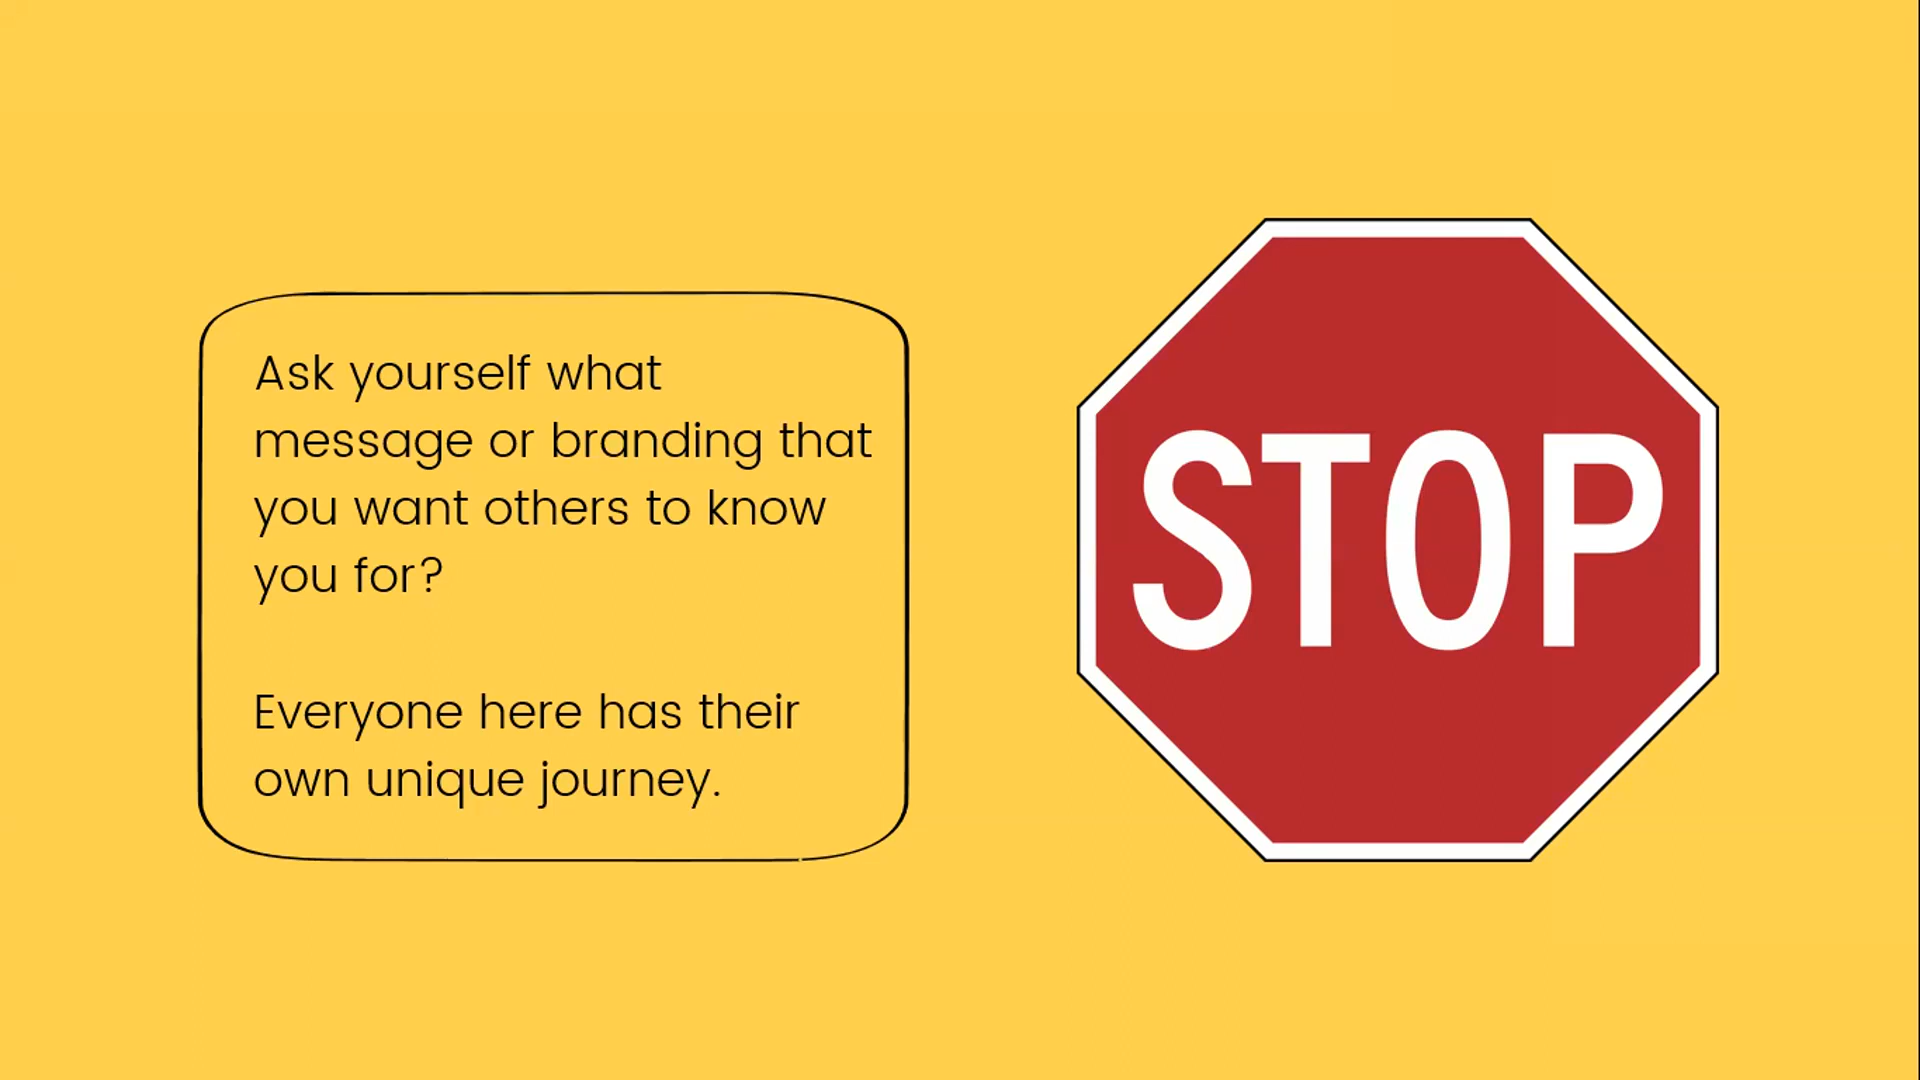 Ask yourself what
message or branding that
you want others to know
you for?
Everyone here has their
own unique journey.
STOP